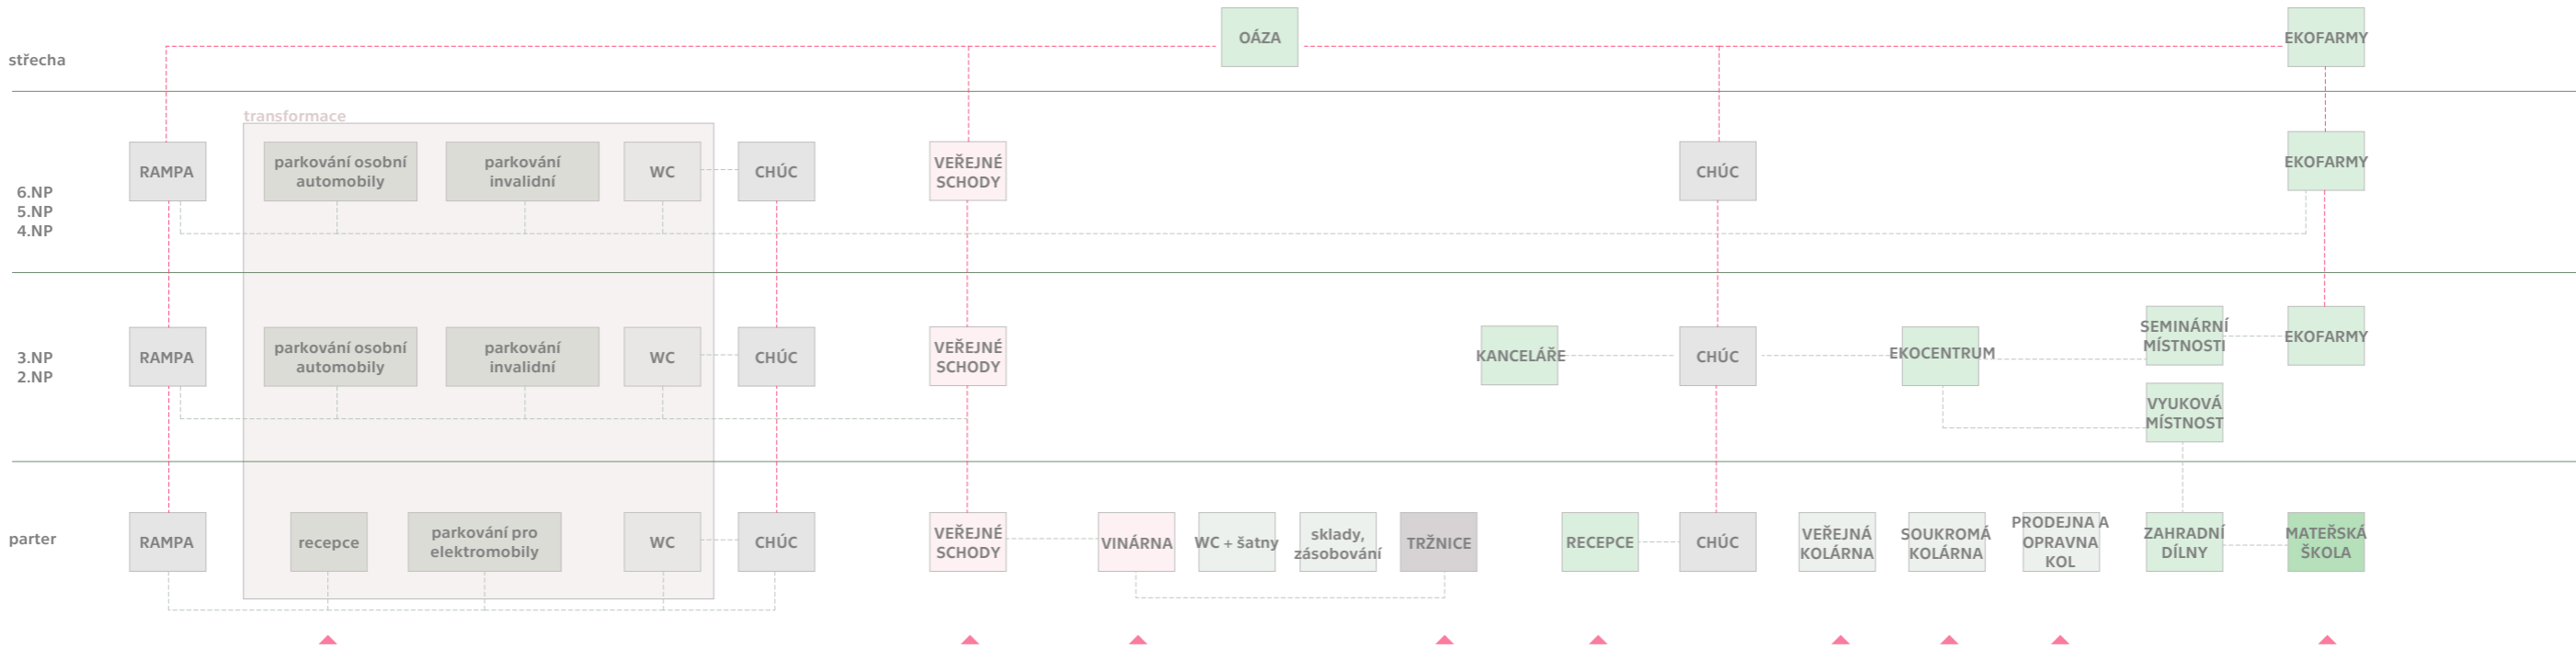 OÁZA
EKOFARMY
střecha
transformace
RAMPA
parkování osobní
automobily
parkování
invalidní
WC
CHÚC
VEŘEJNÉ
SCHODY
CHÚC
EKOFARMY
6.NP
5.NP
4.NP
3.NP
2.NP
RAMPA
parkování osobní
automobily
parkování
invalidní
WC
CHÚC
VEŘEJNÉ
SCHODY
KANCELÁŘE
CHÚC
EKOCENTRUM
SEMINÁRNÍ
MÍSTNOSTI
EKOFARMY
VYUKOVÁ
MÍSTNOST
parter
RAMPA
recepce
parkování pro
elektromobily
WC
CHÚC
VEŘEJNÉ
SCHODY
VINÁRNA
WC + šatny
sklady,
zásobování
TRŽNICE
RECEPCE
CHÚC
VEŘEJNÁ
KOLÁRNA
SOUKROMÁ
KOLÁRNA
PRODEJNA A
OPRAVNA
KOL
ZAHRADNÍ
DÍLNY
MATEŘSKÁ
ŠKOLA